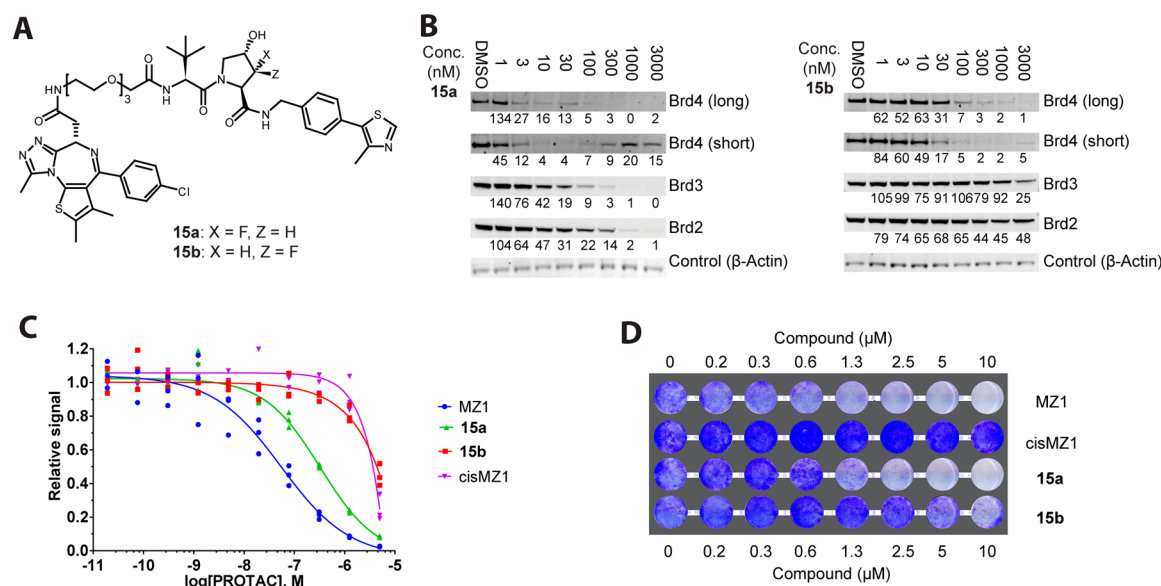 A
B
C
D
O
O
3
O
N
H
HN
O
OH
X
Z
N
O
O
N
H
S
N
N
N
N
N
S
Cl
15a: X = F, Z = H
15b: X = H, Z = F
Conc. (nM)
15a
DMSO 1 3 10 30 100 300 1000 3000
Brd4 (long)
134 27 16 13 5 3 0 2
Brd4 (short)
45 12 4 4 7 9 20 15
Brd3
140 76 42 19 9 3 1 0
Brd2
104 64 47 31 22 14 2 1
Control (β-Actin)
Conc. (nM)
15b
DMSO 1 3 10 30 100 300 1000 3000
Brd4 (long)
62 52 63 31 7 3 2 1
Brd4 (short)
84 60 49 17 5 2 2 5
Brd3
105 99 75 91 106 79 92 25
Brd2
79 74 65 68 65 44 45 48
Control (β-Actin)
Relative signal
1.2
1.0
0.8
0.6
0.4
0.2
0.0
-11 -10 -9 -8 -7 -6 -5
log[PROTAC], M
MZ1
15a
15b
cisMZ1
Compound (μM)
0 0.2 0.3 0.6 1.3 2.5 5 10
MZ1
cisMZ1
15a
15b
0 0.2 0.3 0.6 1.3 2.5 5 10
Compound (μM)